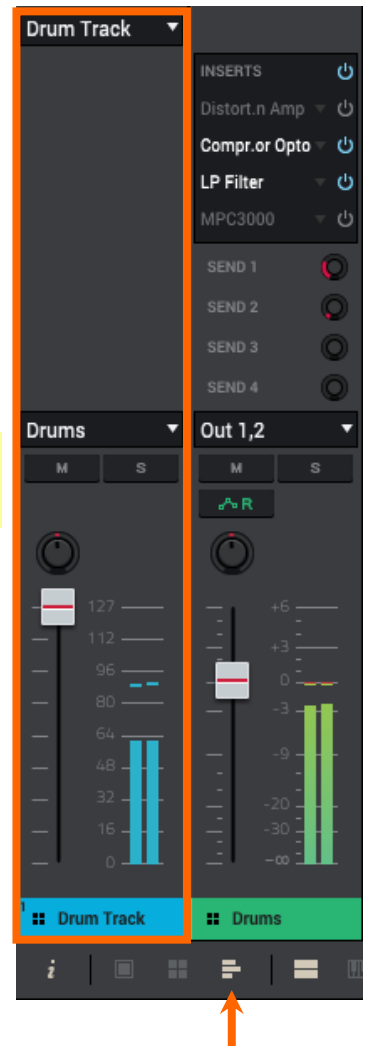 Drum Track
Drums
M S
127
112
96
80
64
48
32
16
0
1 Drum Track
INSERTS
Distort.n Amp
Compr.or Opto
LP Filter
MPC3000
SEND 1
SEND 2
SEND 3
SEND 4
Out 1,2
M S
R
+6
+3
0
-3
-9
-20
-30
-∞
Drums
i